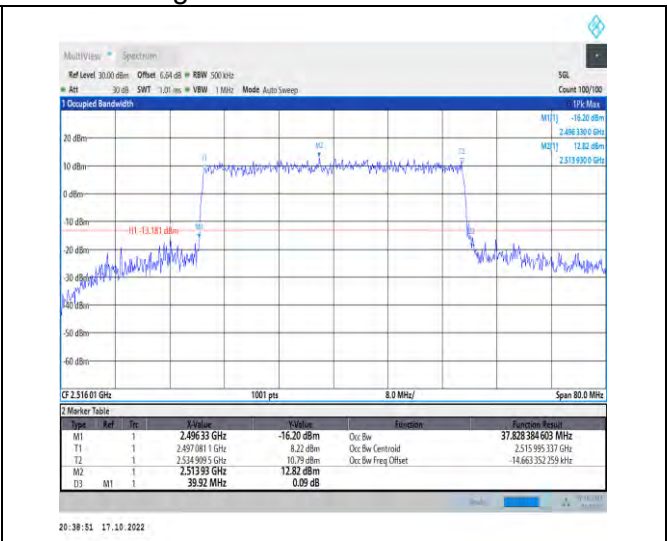 MultiView Spectrum
Ref Level 30.00 dBm Offset 6.64 dB RBW 500 kHz SGL
Att 30 dB SWT 1.01 ms VBW 1 MHz Mode Auto Sweep Count 100/100
1 Occupied Bandwidth 1Pk Max
M1[1] -16.20 dBm
2.496 330 0 GHz
M2[1] 12.82 dBm
2.513 930 0 GHz
20 dBm
M2
T1
T2
10 dBm
0 dBm
-10 dBm
H1 -13.181 dBm
M1
D3
-20 dBm
-30 dBm
-40 dBm
-50 dBm
-60 dBm
CF 2.516 01 GHz 1001 pts 8.0 MHz/ Span 80.0 MHz
2 Marker Table
Type Ref Trc X-Value Y-Value Function Function Result
M1 1 2.496 33 GHz -16.20 dBm Occ Bw 37.828 384 603 MHz
T1 1 2.497 081 1 GHz 8.22 dBm Occ Bw Centroid 2.515 995 337 GHz
T2 1 2.534 909 5 GHz 10.79 dBm Occ Bw Freq Offset -14.663 352 259 kHz
M2 1 2.513 93 GHz 12.82 dBm
D3 M1 1 39.92 MHz 0.09 dB
20:38:51 17.10.2022